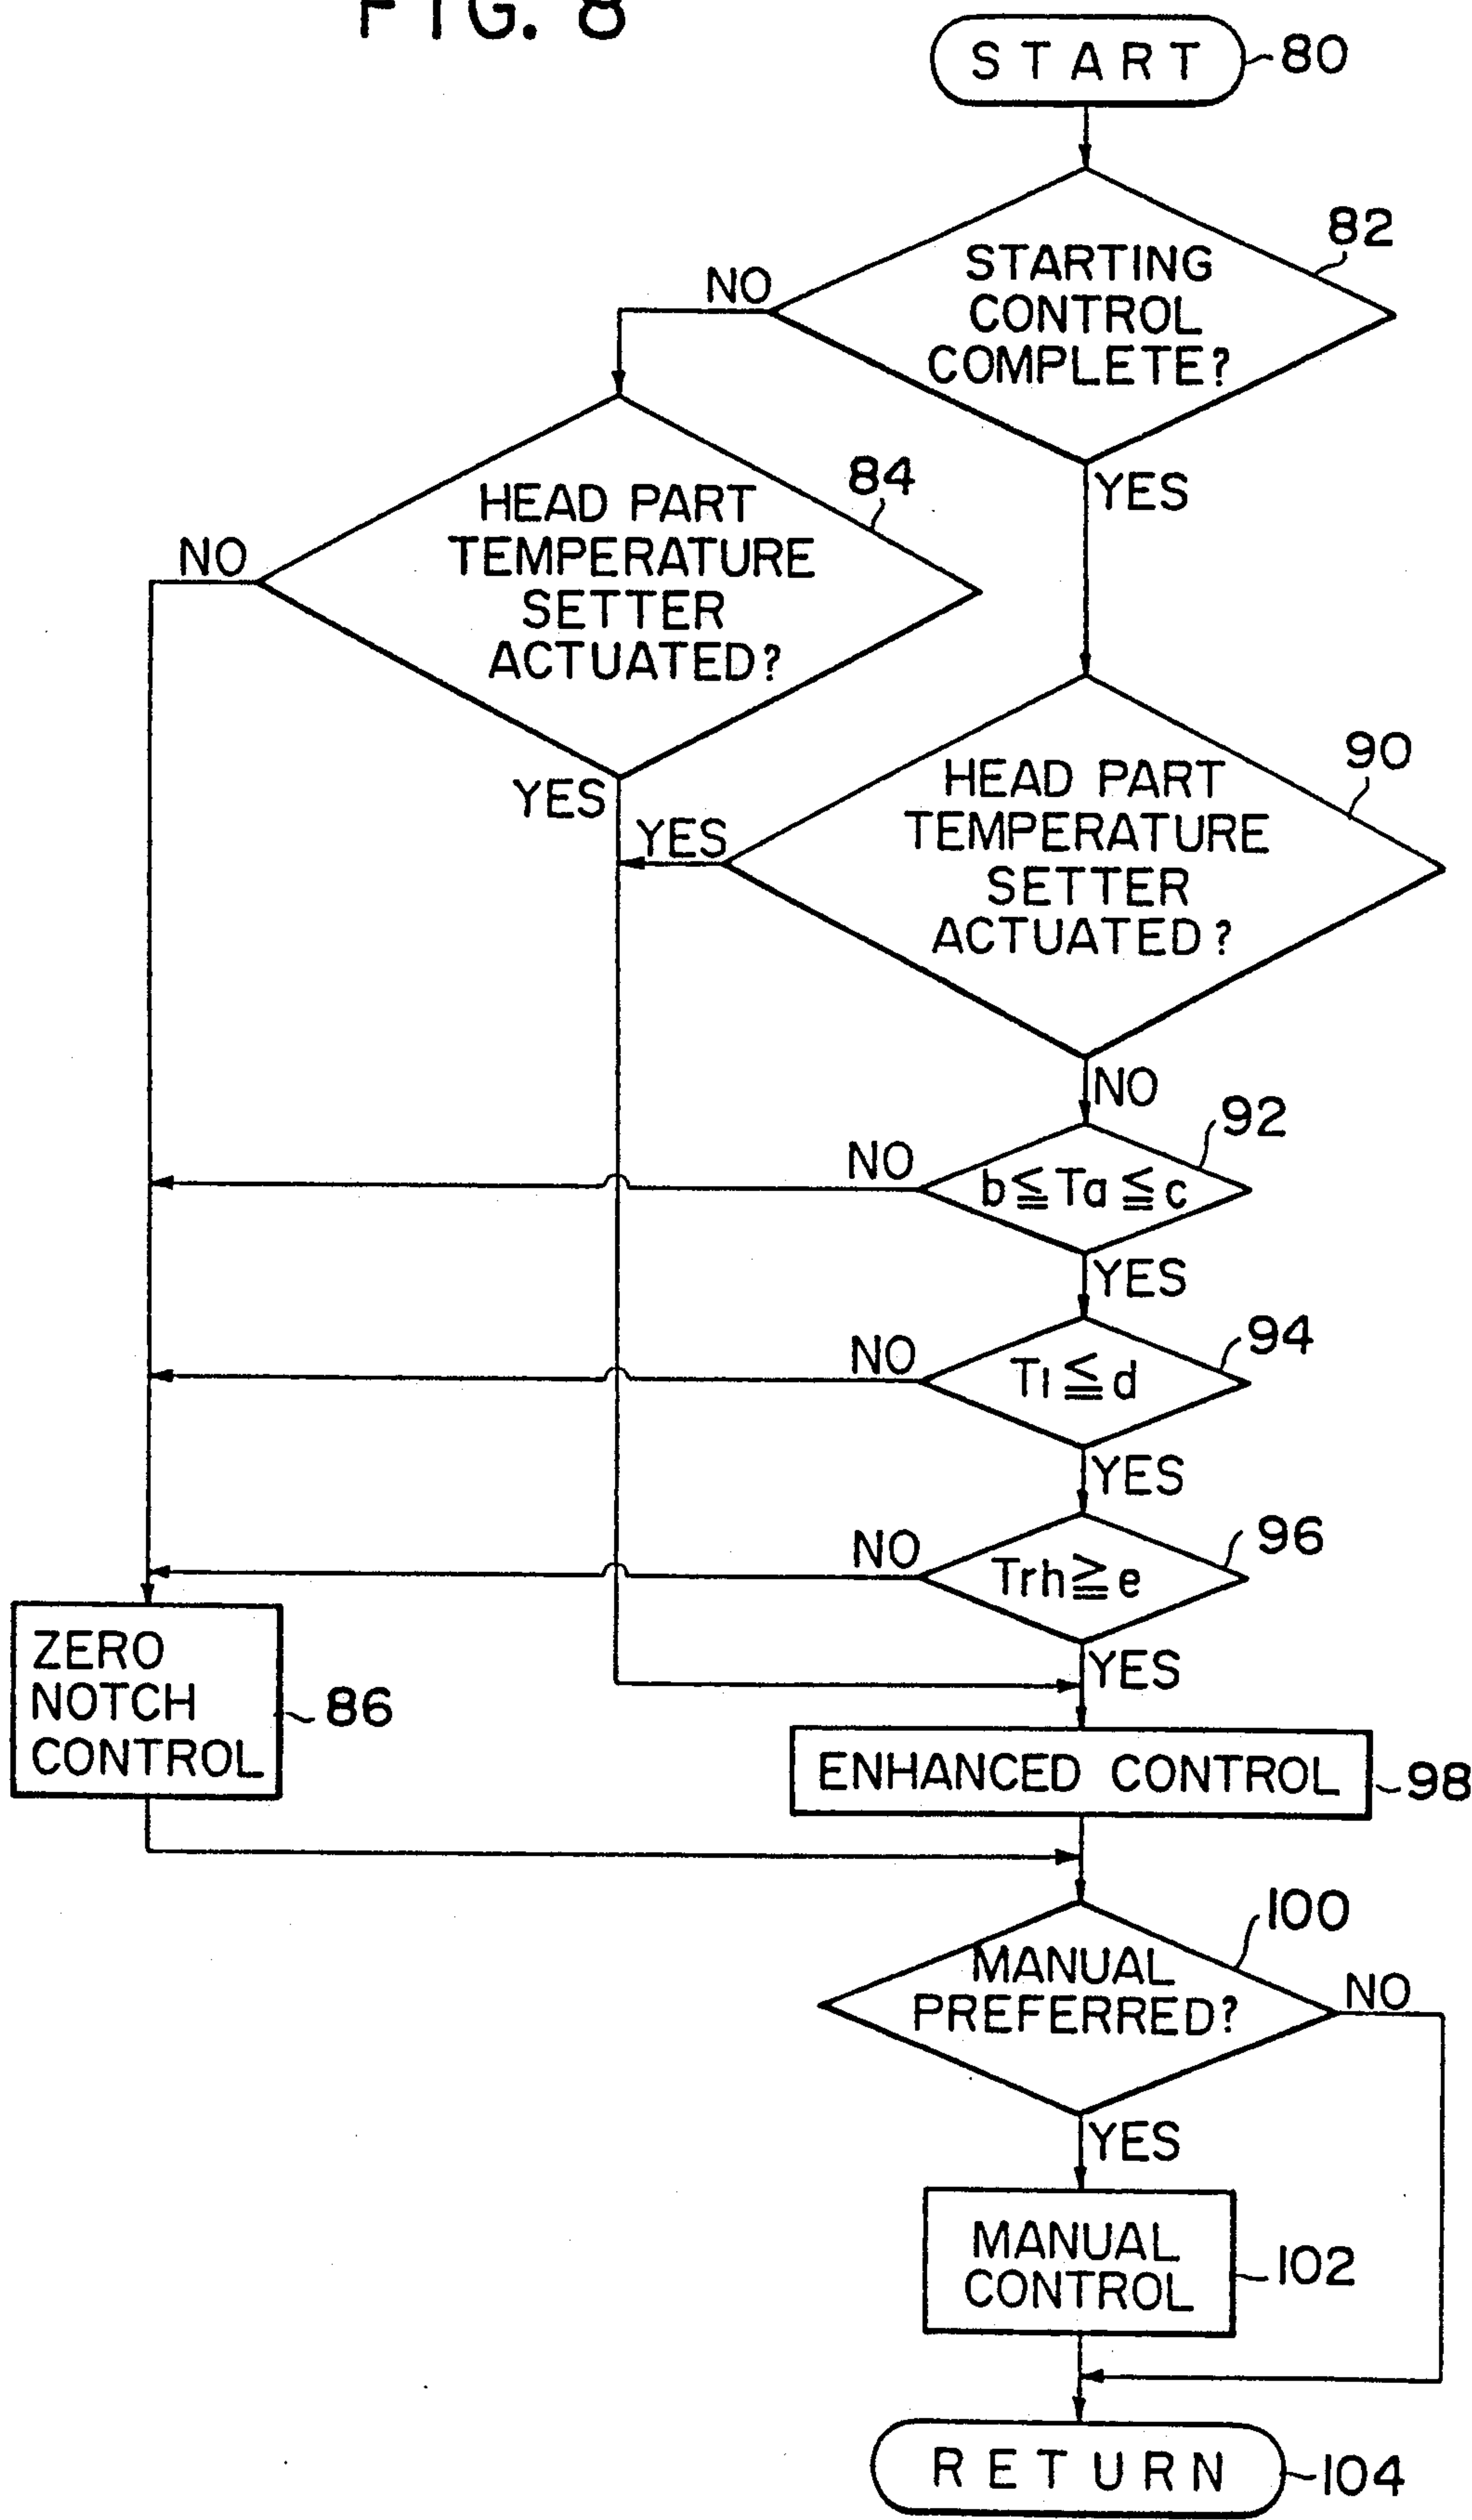 FIG. 8
START
80
82
STARTING
CONTROL
COMPLETE?
NO
YES
84
HEAD PART
TEMPERATURE
SETTER
ACTUATED?
NO
YES
90
HEAD PART
TEMPERATURE
SETTER
ACTUATED?
YES
NO
92
b≦Ta≦c
NO
YES
94
Ti≦d
NO
YES
96
Trh≧e
NO
YES
ZERO
NOTCH
CONTROL
86
ENHANCED CONTROL
98
100
MANUAL
PREFERRED?
NO
YES
MANUAL
CONTROL
102
RETURN
104